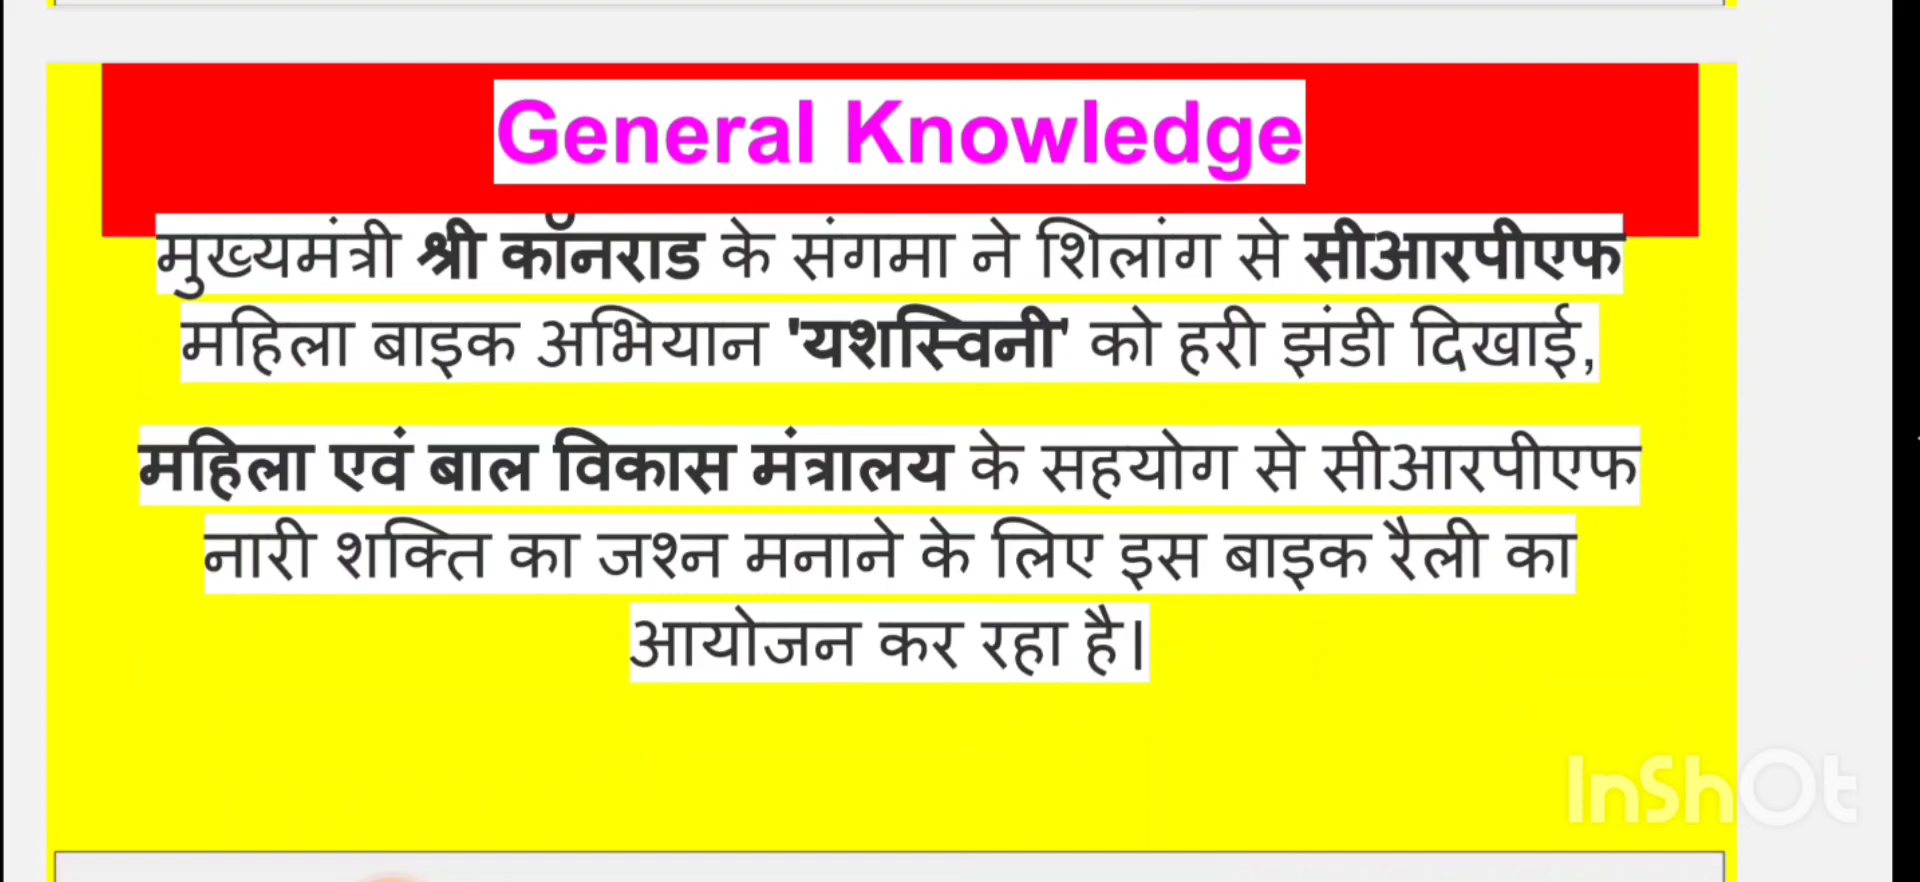 General Knowledge
मुख्यमंत्री श्री कॉनराड के संगमा ने शिलांग से सीआरपीएफ
महिला बाइक अभियान 'यशस्विनी' को हरी झंडी दिखाई,
महिला एवं बाल विकास मंत्रालय के सहयोग से सीआरपीएफ
नारी शक्ति का जश्न मनाने के लिए इस बाइक रैली का
आयोजन कर रहा है।
InShOt